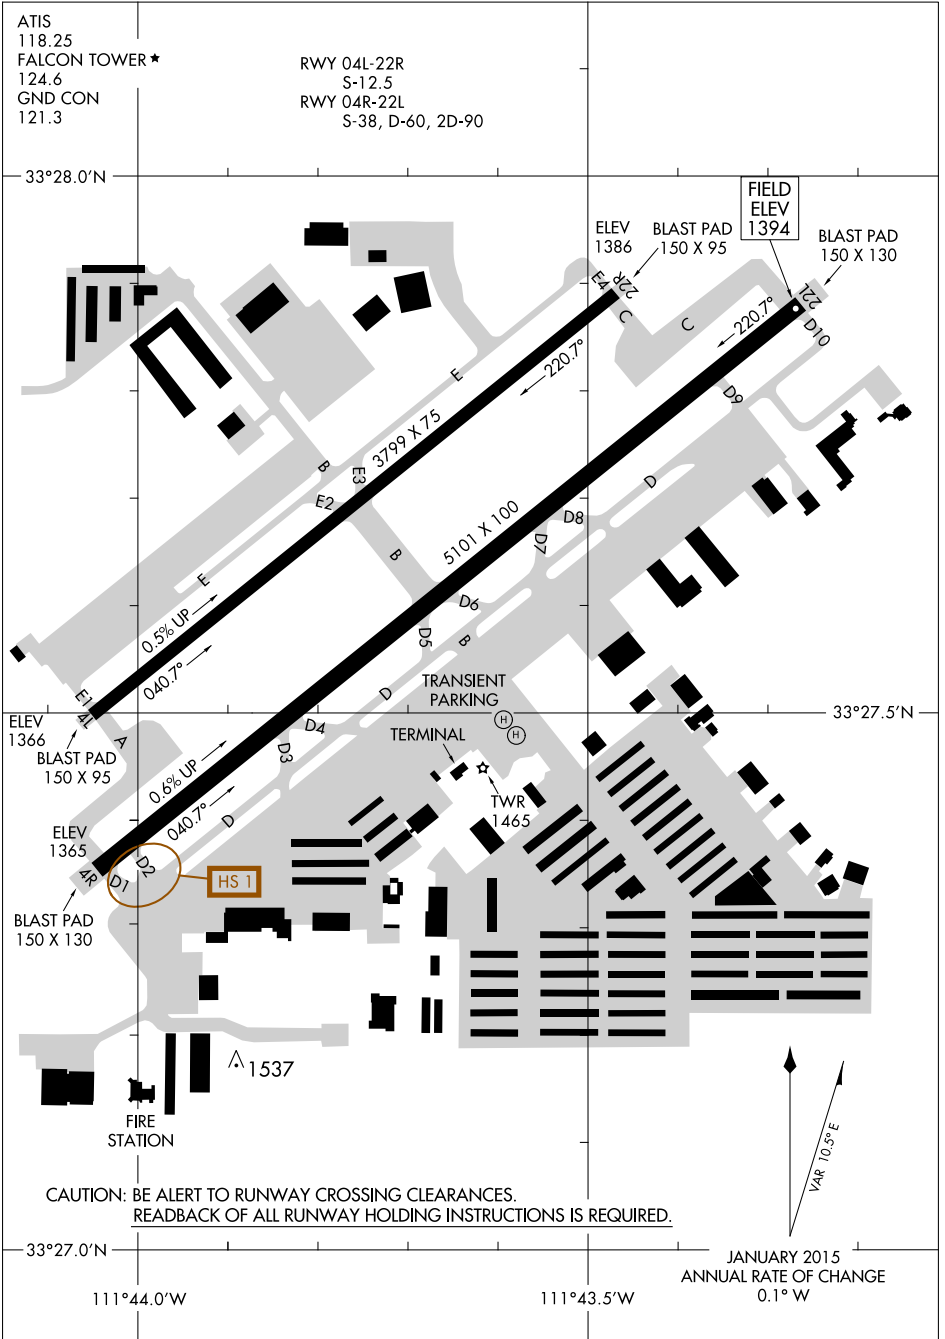 ATIS
118.25
FALCON TOWER ★
124.6
GND CON
121.3
RWY 04L-22R
S-12.5
RWY 04R-22L
S-38, D-60, 2D-90
33°28.0'N
FIELD
ELEV
1394
ELEV
1386
BLAST PAD
150 X 95
BLAST PAD
150 X 130
E4
22R
22L
C
C
D10
220.7°
220.7°
E
D9
3799 X 75
B
E3
E2
D
5101 X 100
D8
D7
B
E
D6
D5
B
0.5% UP
040.7°
E1
4L
TRANSIENT
PARKING
D
H
H
33°27.5'N
ELEV
1366
A
D4
D3
TERMINAL
BLAST PAD
150 X 95
0.6% UP
040.7°
TWR
1465
D
ELEV
1365
D2
4R
D1
HS 1
BLAST PAD
150 X 130
1537
FIRE
STATION
VAR 10.5° E
CAUTION: BE ALERT TO RUNWAY CROSSING CLEARANCES.
READBACK OF ALL RUNWAY HOLDING INSTRUCTIONS IS REQUIRED.
33°27.0'N
JANUARY 2015
ANNUAL RATE OF CHANGE
0.1° W
111°44.0'W
111°43.5'W